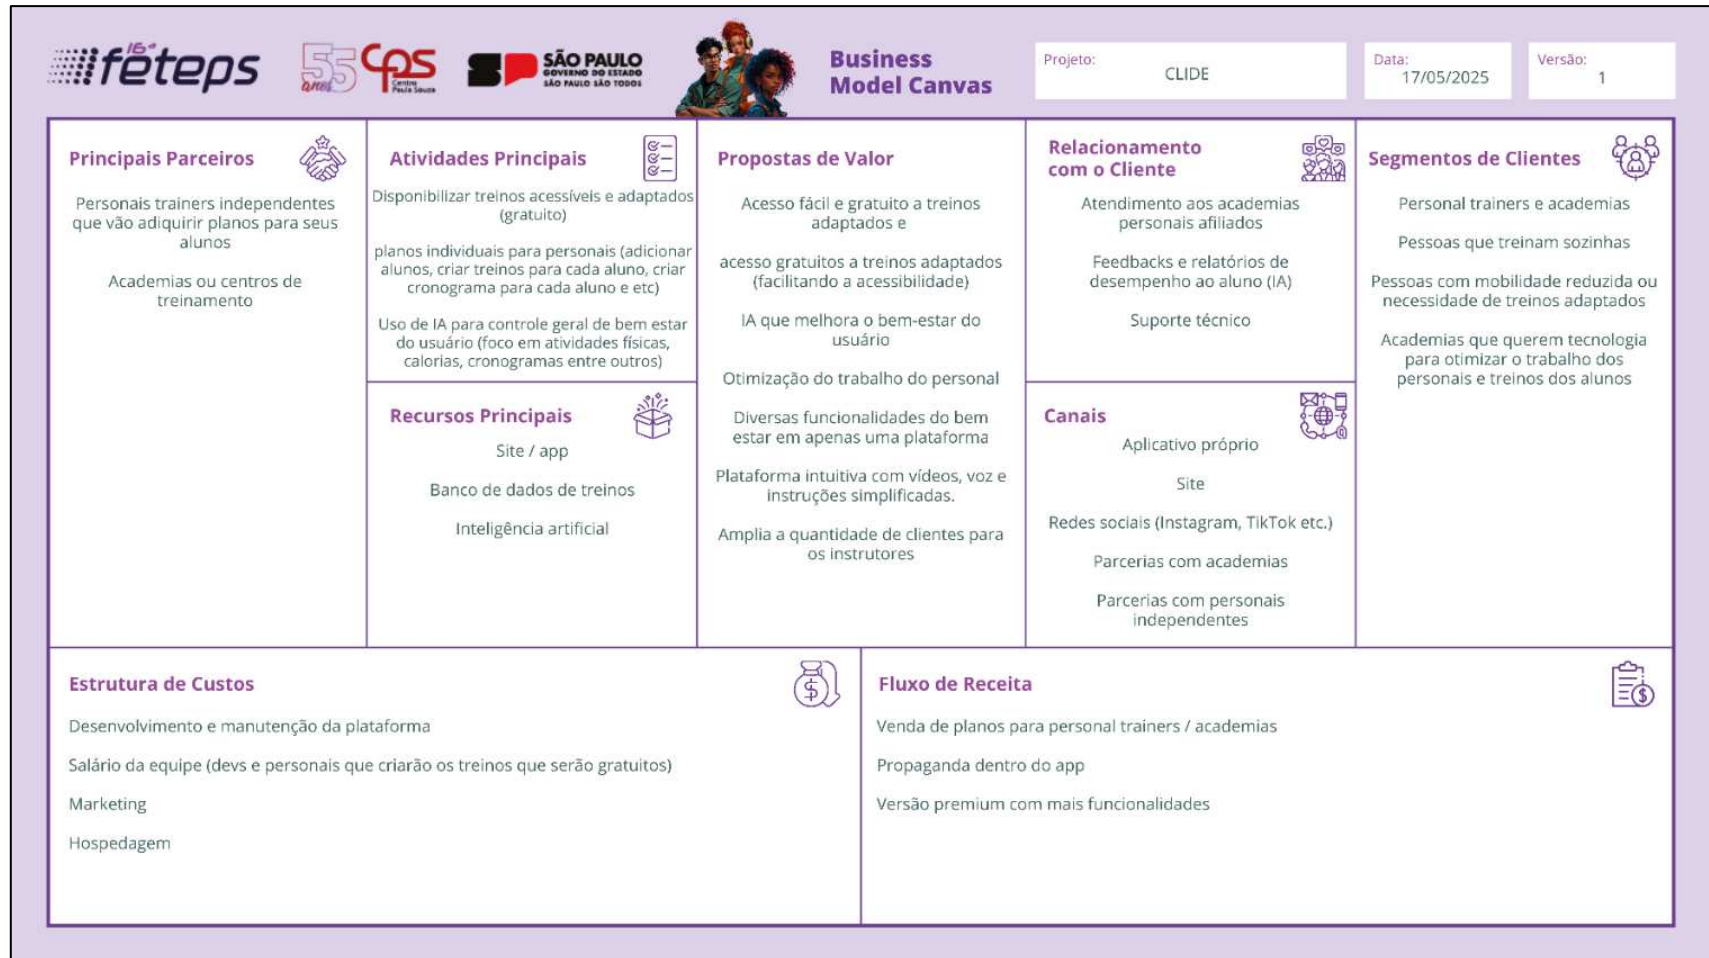 16ª
féteps
55
anos
CPS
Centro
Paula Souza
SP
SÃO PAULO
GOVERNO DO ESTADO
SÃO PAULO SÃO TODOS
Business
Model Canvas
Projeto:
CLIDE
Data:
17/05/2025
Versão:
1
Principais Parceiros
Personais trainers independentes
que vão adiquirir planos para seus
alunos
Academias ou centros de
treinamento
Atividades Principais
Disponibilizar treinos acessíveis e adaptados
(gratuito)
planos individuais para personais (adicionar
alunos, criar treinos para cada aluno, criar
cronograma para cada aluno e etc)
Uso de IA para controle geral de bem estar
do usuário (foco em atividades físicas,
calorias, cronogramas entre outros)
Recursos Principais
Site / app
Banco de dados de treinos
Inteligência artificial
Propostas de Valor
Acesso fácil e gratuito a treinos
adaptados e
acesso gratuitos a treinos adaptados
(facilitando a acessibilidade)
IA que melhora o bem-estar do
usuário
Otimização do trabalho do personal
Diversas funcionalidades do bem
estar em apenas uma plataforma
Plataforma intuitiva com vídeos, voz e
instruções simplificadas.
Amplia a quantidade de clientes para
os instrutores
Relacionamento
com o Cliente
Atendimento aos academias
personais afiliados
Feedbacks e relatórios de
desempenho ao aluno (IA)
Suporte técnico
Canais
Aplicativo próprio
Site
Redes sociais (Instagram, TikTok etc.)
Parcerias com academias
Parcerias com personais
independentes
Segmentos de Clientes
Personal trainers e academias
Pessoas que treinam sozinhas
Pessoas com mobilidade reduzida ou
necessidade de treinos adaptados
Academias que querem tecnologia
para otimizar o trabalho dos
personais e treinos dos alunos
Estrutura de Custos
Desenvolvimento e manutenção da plataforma
Salário da equipe (devs e personais que criarão os treinos que serão gratuitos)
Marketing
Hospedagem
Fluxo de Receita
Venda de planos para personal trainers / academias
Propaganda dentro do app
Versão premium com mais funcionalidades